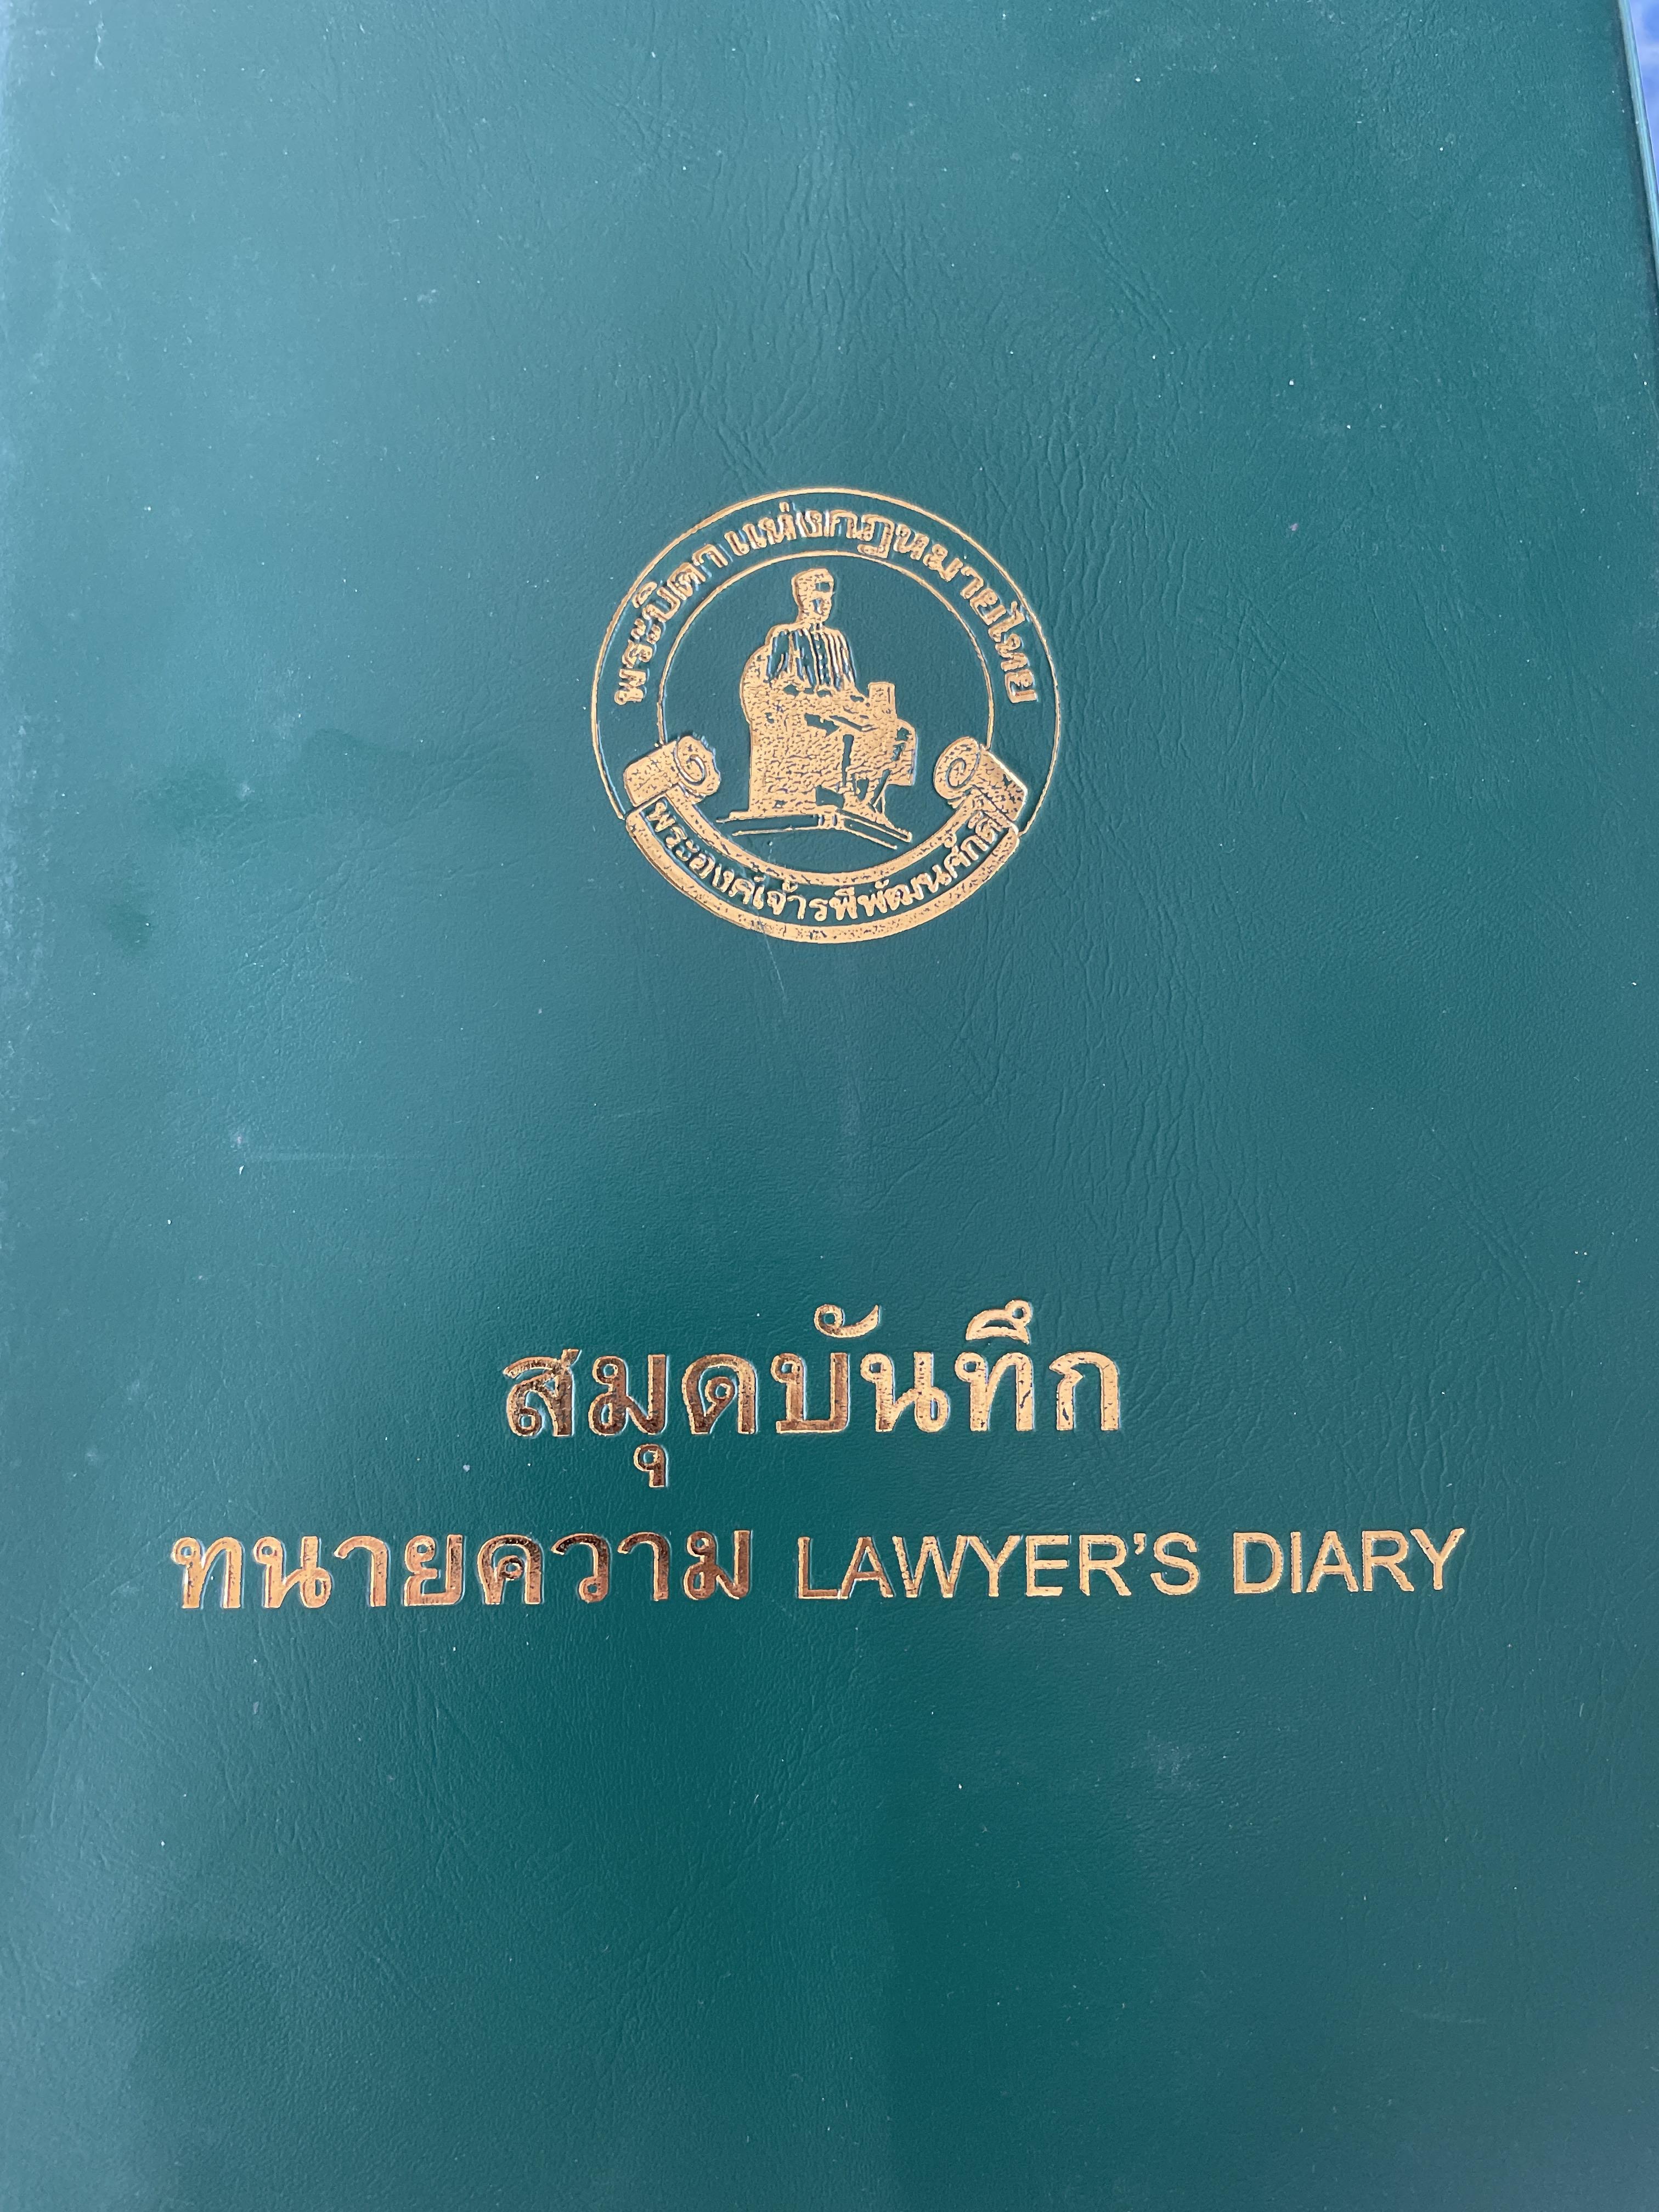 พระบิดา แห่งกฎหมายไทย
พระองค์เจ้ารพีพัฒนศักดิ์
สมุดบันทึก
ทนายความ LAWYER'S DIARY